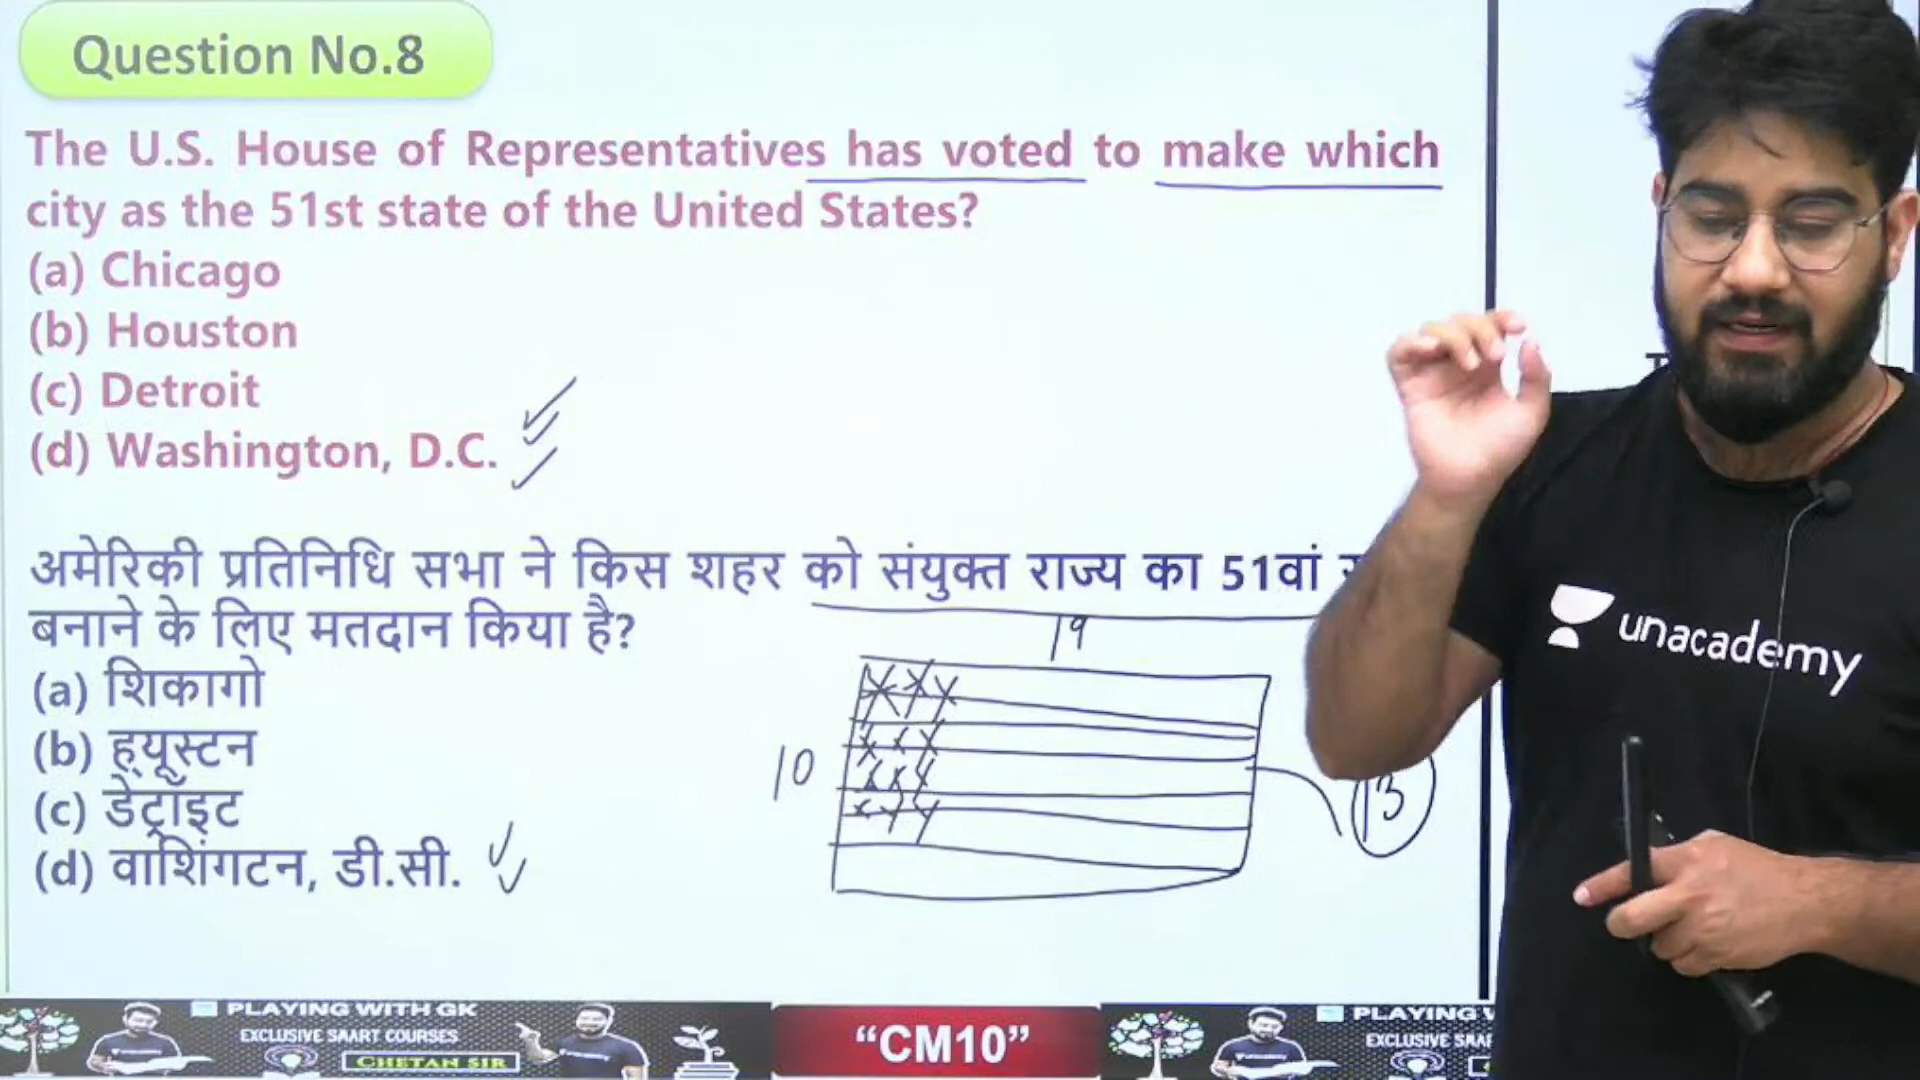 Question No.8
The U.S. House of Representatives has voted to make which
city as the 51st state of the United States?
(a) Chicago
(b) Houston
(c) Detroit
(d) Washington, D.C.
अमेरिकी प्रतिनिधि सभा ने किस शहर को संयुक्त राज्य का 51वां
बनाने के लिए मतदान किया है?
(a) शिकागो
(b) ह्यूस्टन
(c) डेट्रॉइट
(d) वाशिंगटन, डी.सी.
19
10
13
unacademy
PLAYING WITH GK
EXCLUSIVE SAART COURSES
CHETAN SIR
“CM10”
PLAYING
EXCLUSIVE